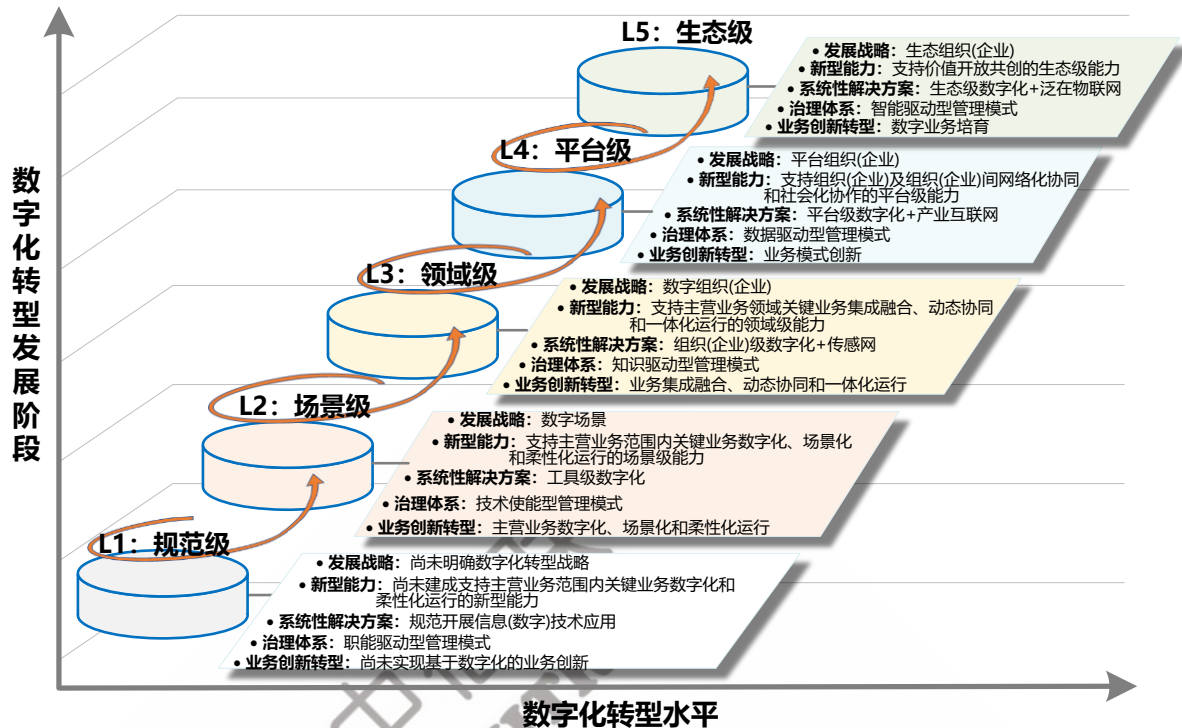 L5：生态级
• 发展战略：生态组织(企业)
• 新型能力：支持价值开放共创的生态级能力
• 系统性解决方案：生态级数字化+泛在物联网
• 治理体系：智能驱动型管理模式
• 业务创新转型：数字业务培育
L4：平台级
• 发展战略：平台组织(企业)
• 新型能力：支持组织(企业)及组织(企业)间网络化协同
和社会化协作的平台级能力
• 系统性解决方案：平台级数字化+产业互联网
• 治理体系：数据驱动型管理模式
• 业务创新转型：业务模式创新
L3：领域级
• 发展战略：数字组织(企业)
• 新型能力：支持主营业务领域关键业务集成融合、动态协同
和一体化运行的领域级能力
• 系统性解决方案：组织(企业)级数字化+传感网
• 治理体系：知识驱动型管理模式
• 业务创新转型：业务集成融合、动态协同和一体化运行
L2：场景级
• 发展战略：数字场景
• 新型能力：支持主营业务范围内关键业务数字化、场景化
和柔性化运行的场景级能力
• 系统性解决方案：工具级数字化
• 治理体系：技术使能型管理模式
• 业务创新转型：主营业务数字化、场景化和柔性化运行
L1：规范级
• 发展战略：尚未明确数字化转型战略
• 新型能力：尚未建成支持主营业务范围内关键业务数字化和
柔性化运行的新型能力
• 系统性解决方案：规范开展信息(数字)技术应用
• 治理体系：职能驱动型管理模式
• 业务创新转型：尚未实现基于数字化的业务创新
数字化转型发展阶段
数字化转型水平